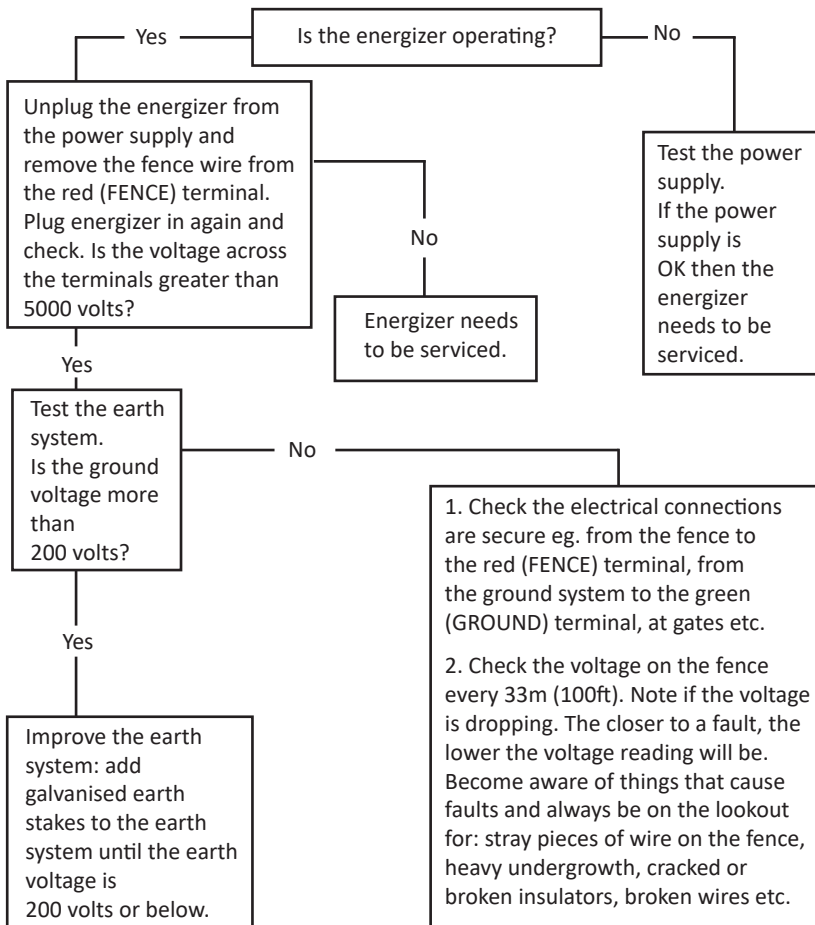 Is the energizer operating?
Yes
No
Unplug the energizer from
the power supply and
remove the fence wire from
the red (FENCE) terminal.
Plug energizer in again and
check. Is the voltage across
the terminals greater than
5000 volts?
No
Energizer needs
to be serviced.
Test the power
supply.
If the power
supply is
OK then the
energizer
needs to be
serviced.
Yes
Test the earth
system.
Is the ground
voltage more
than
200 volts?
No
1. Check the electrical connections
are secure eg. from the fence to
the red (FENCE) terminal, from
the ground system to the green
(GROUND) terminal, at gates etc.
2. Check the voltage on the fence
every 33m (100ft). Note if the voltage
is dropping. The closer to a fault, the
lower the voltage reading will be.
Become aware of things that cause
faults and always be on the lookout
for: stray pieces of wire on the fence,
heavy undergrowth, cracked or
broken insulators, broken wires etc.
Yes
Improve the earth
system: add
galvanised earth
stakes to the earth
system until the earth
voltage is
200 volts or below.